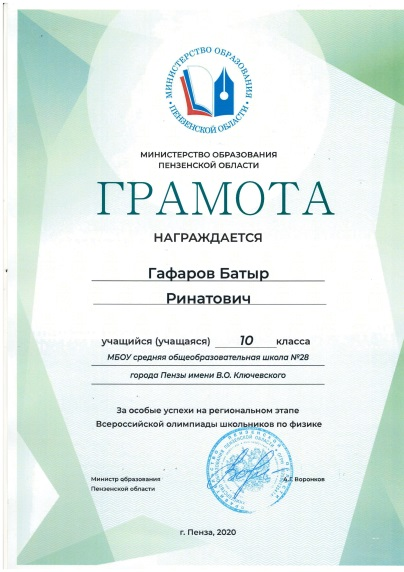 МИНИСТЕРСТВО ОБРАЗОВАНИЯ
• ПЕНЗЕНСКОЙ ОБЛАСТИ •
МИНИСТЕРСТВО ОБРАЗОВАНИЯ
ПЕНЗЕНСКОЙ ОБЛАСТИ
ГРАМОТА
НАГРАЖДАЕТСЯ
Гафаров Батыр
Ринатович
учащийся (учащаяся) 10 класса
МБОУ средняя общеобразовательная школа №28
города Пензы имени В.О. Ключевского
За особые успехи на региональном этапе
Всероссийской олимпиады школьников по физике
Министр образования
Пензенской области
А.Г. Воронков
г. Пенза, 2020